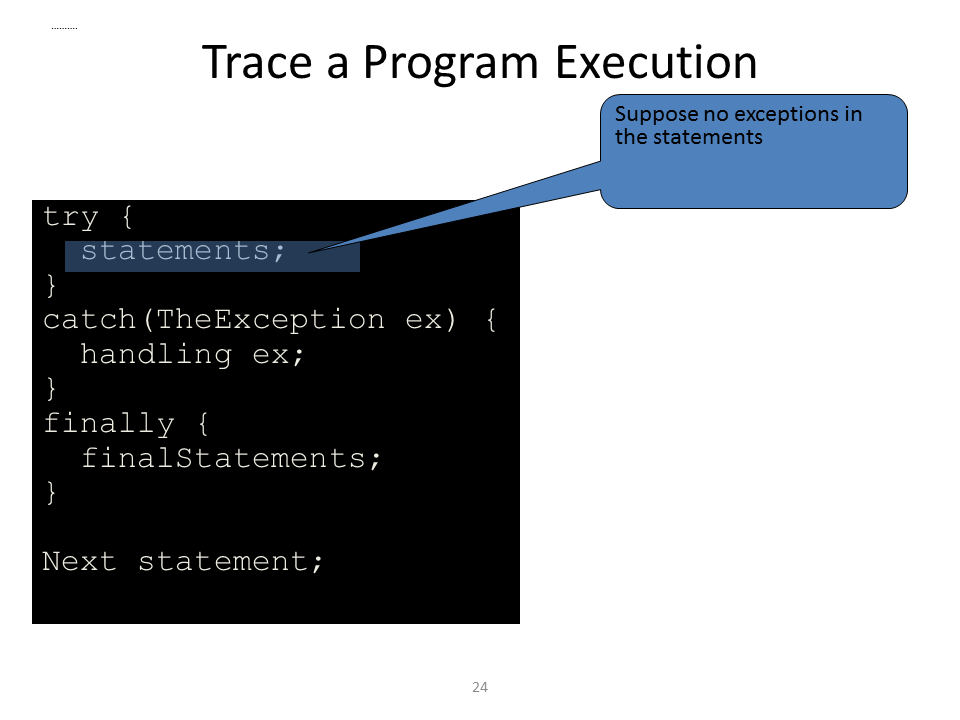 ..........
Trace a Program Execution
Suppose no exceptions in
the statements
try {
  statements;
}
catch(TheException ex) {
  handling ex;
}
finally {
  finalStatements;
}
Next statement;
24